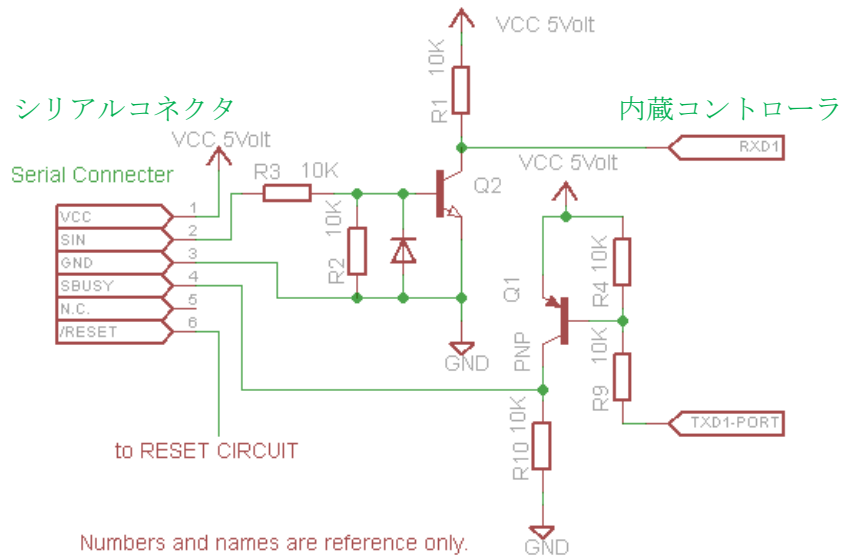 VCC 5Volt
10K
R1
シリアルコネクタ
内蔵コントローラ
VCC 5Volt
RXD1
Serial Connecter
R3 10K
VCC 5Volt
Q2
1
VCC
2
SIN
10K
R2
3
GND
4
SBUSY
5
N.C.
6
/RESET
Q1
PNP
R4 10K
10K
R9
TXD1-PORT
R10 10K
to RESET CIRCUIT
GND
GND
Numbers and names are reference only.